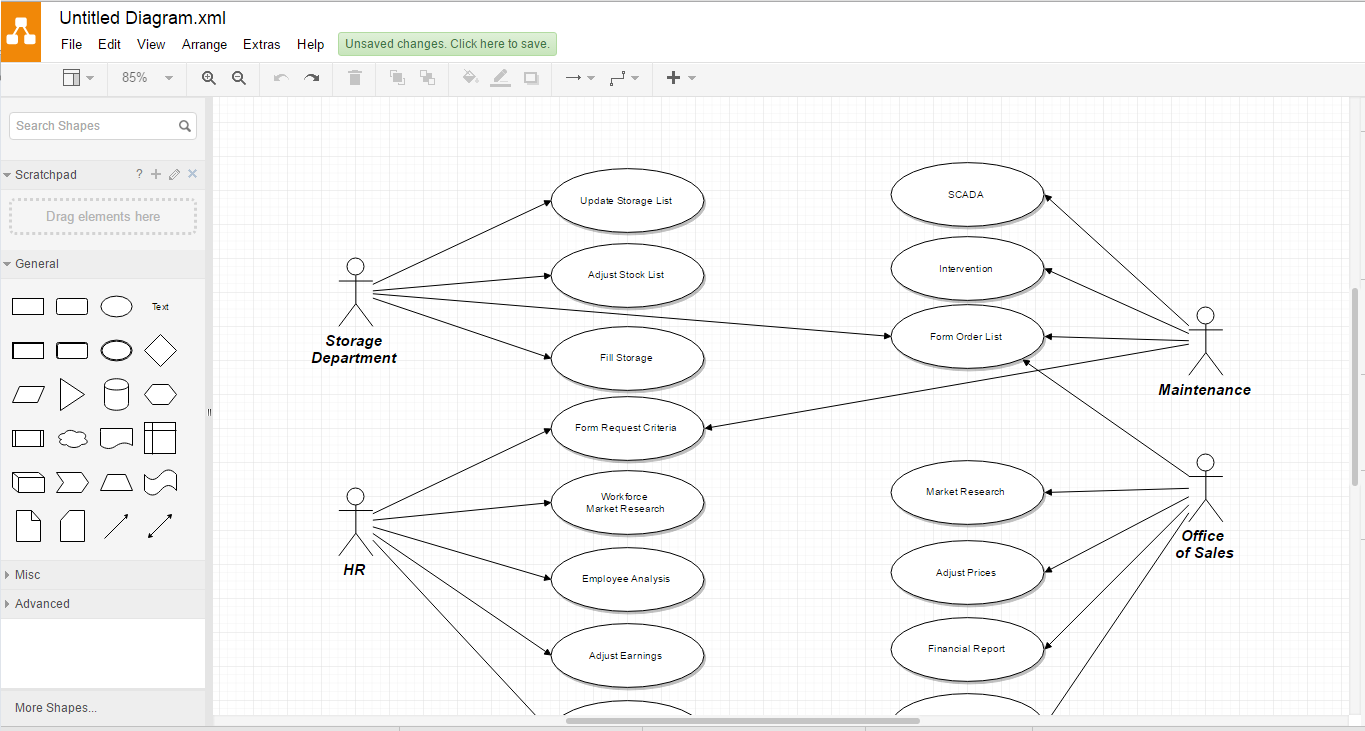 Untitled Diagram.xml
File Edit View Arrange Extras Help Unsaved changes. Click here to save.
85%
Search Shapes
Scratchpad ?
Drag elements here
General
Text
Misc
Advanced
More Shapes...
Update Storage List
Adjust Stock List
Storage
Department
Fill Storage
Form Request Criteria
Workforce
Market Research
HR
Employee Analysis
Adjust Earnings
SCADA
Intervention
Form Order List
Maintenance
Market Research
Office
of Sales
Adjust Prices
Financial Report